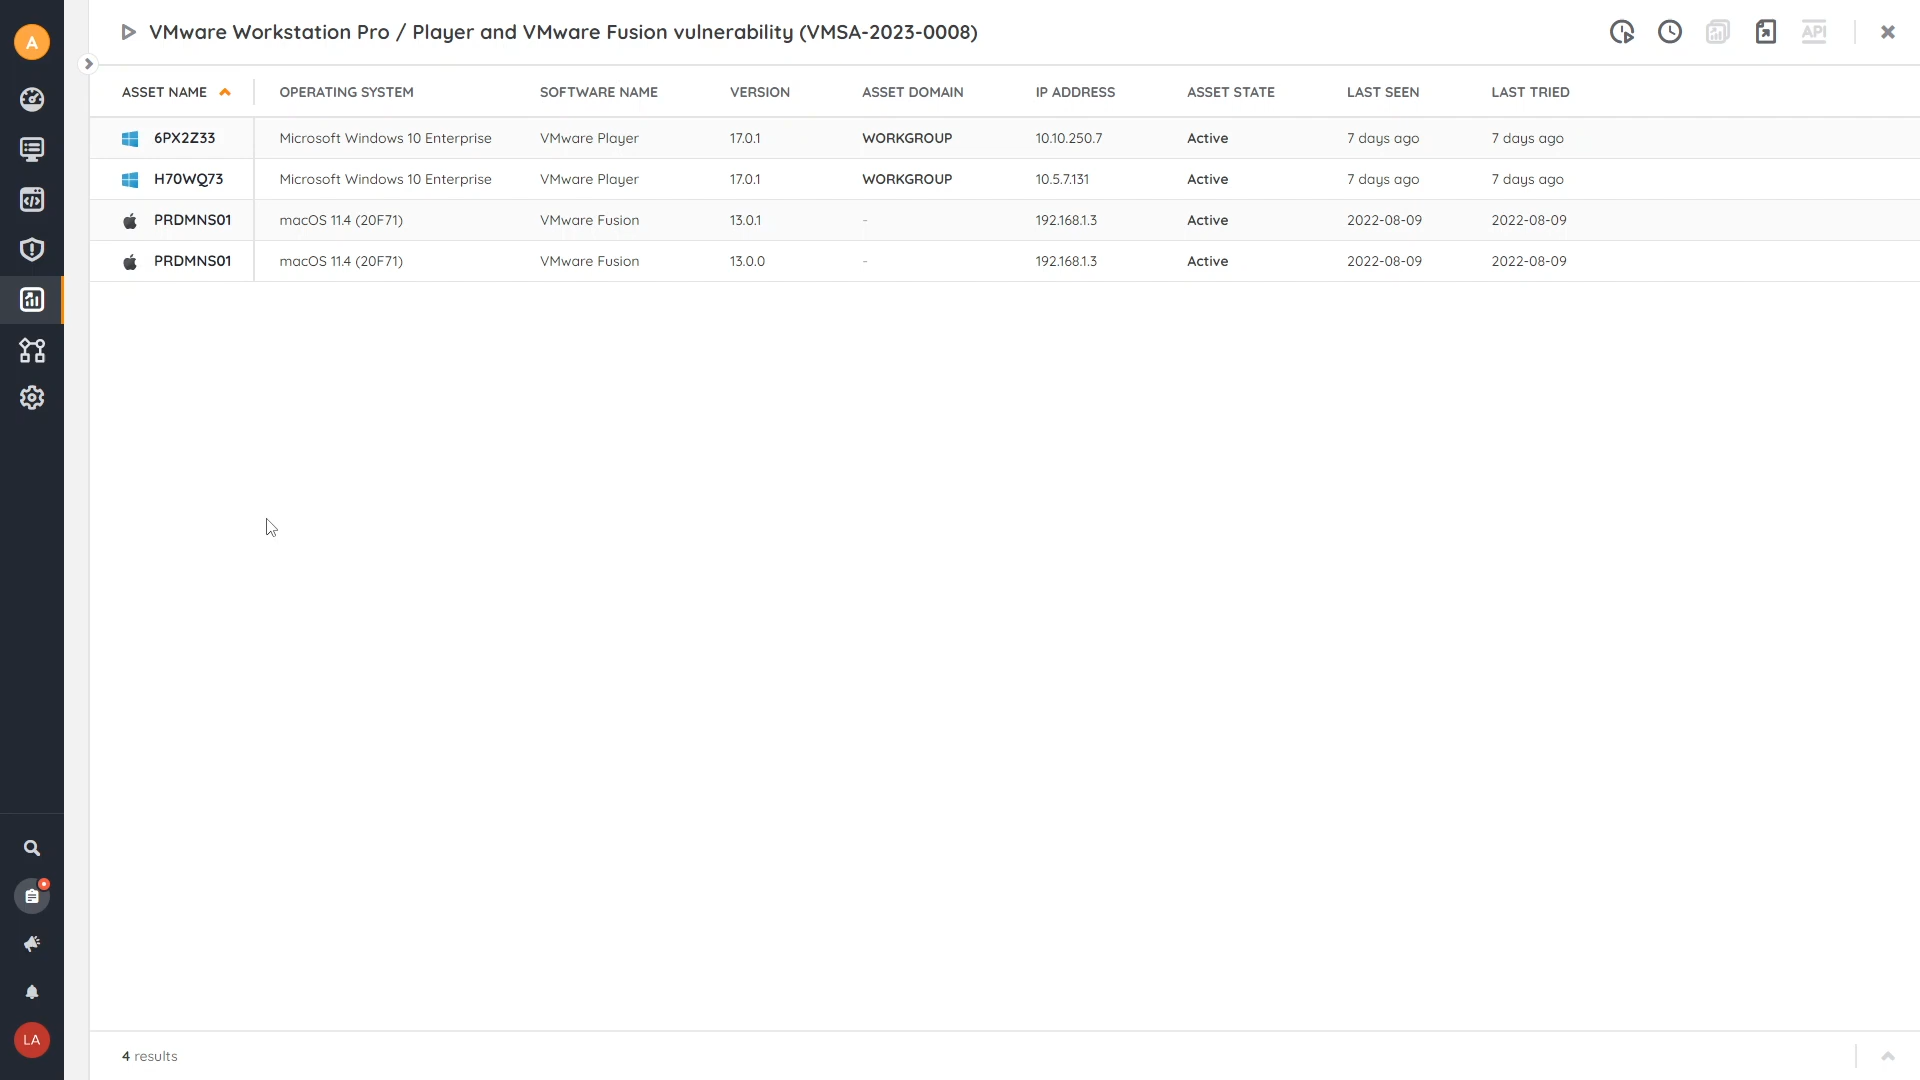 A
VMware Workstation Pro / Player and VMware Fusion vulnerability (VMSA-2023-0008)
API
ASSET NAME OPERATING SYSTEM SOFTWARE NAME VERSION ASSET DOMAIN IP ADDRESS ASSET STATE LAST SEEN LAST TRIED
6PX2Z33 Microsoft Windows 10 Enterprise VMware Player 17.0.1 WORKGROUP 10.10.250.7 Active 7 days ago 7 days ago
H70WQ73 Microsoft Windows 10 Enterprise VMware Player 17.0.1 WORKGROUP 10.5.7.131 Active 7 days ago 7 days ago
PRDMNS01 macOS 11.4 (20F71) VMware Fusion 13.0.1 - 192.168.1.3 Active 2022-08-09 2022-08-09
PRDMNS01 macOS 11.4 (20F71) VMware Fusion 13.0.0 - 192.168.1.3 Active 2022-08-09 2022-08-09
LA
4 results